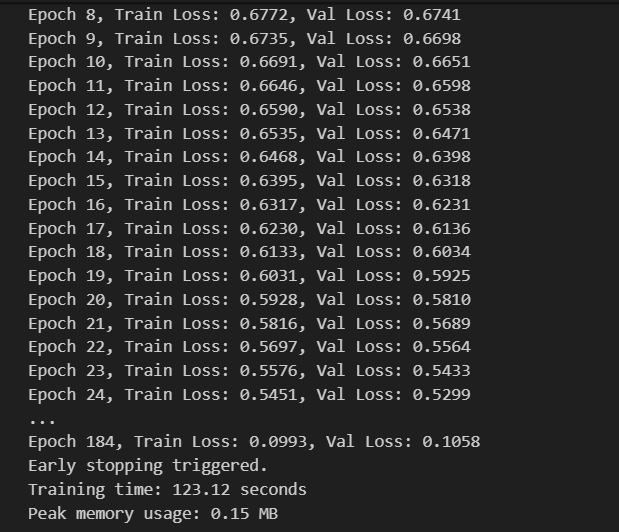 Epoch 8, Train Loss: 0.6772, Val Loss: 0.6741
Epoch 9, Train Loss: 0.6735, Val Loss: 0.6698
Epoch 10, Train Loss: 0.6691, Val Loss: 0.6651
Epoch 11, Train Loss: 0.6646, Val Loss: 0.6598
Epoch 12, Train Loss: 0.6590, Val Loss: 0.6538
Epoch 13, Train Loss: 0.6535, Val Loss: 0.6471
Epoch 14, Train Loss: 0.6468, Val Loss: 0.6398
Epoch 15, Train Loss: 0.6395, Val Loss: 0.6318
Epoch 16, Train Loss: 0.6317, Val Loss: 0.6231
Epoch 17, Train Loss: 0.6230, Val Loss: 0.6136
Epoch 18, Train Loss: 0.6133, Val Loss: 0.6034
Epoch 19, Train Loss: 0.6031, Val Loss: 0.5925
Epoch 20, Train Loss: 0.5928, Val Loss: 0.5810
Epoch 21, Train Loss: 0.5816, Val Loss: 0.5689
Epoch 22, Train Loss: 0.5697, Val Loss: 0.5564
Epoch 23, Train Loss: 0.5576, Val Loss: 0.5433
Epoch 24, Train Loss: 0.5451, Val Loss: 0.5299
...
Epoch 184, Train Loss: 0.0993, Val Loss: 0.1058
Early stopping triggered.
Training time: 123.12 seconds
Peak memory usage: 0.15 MB